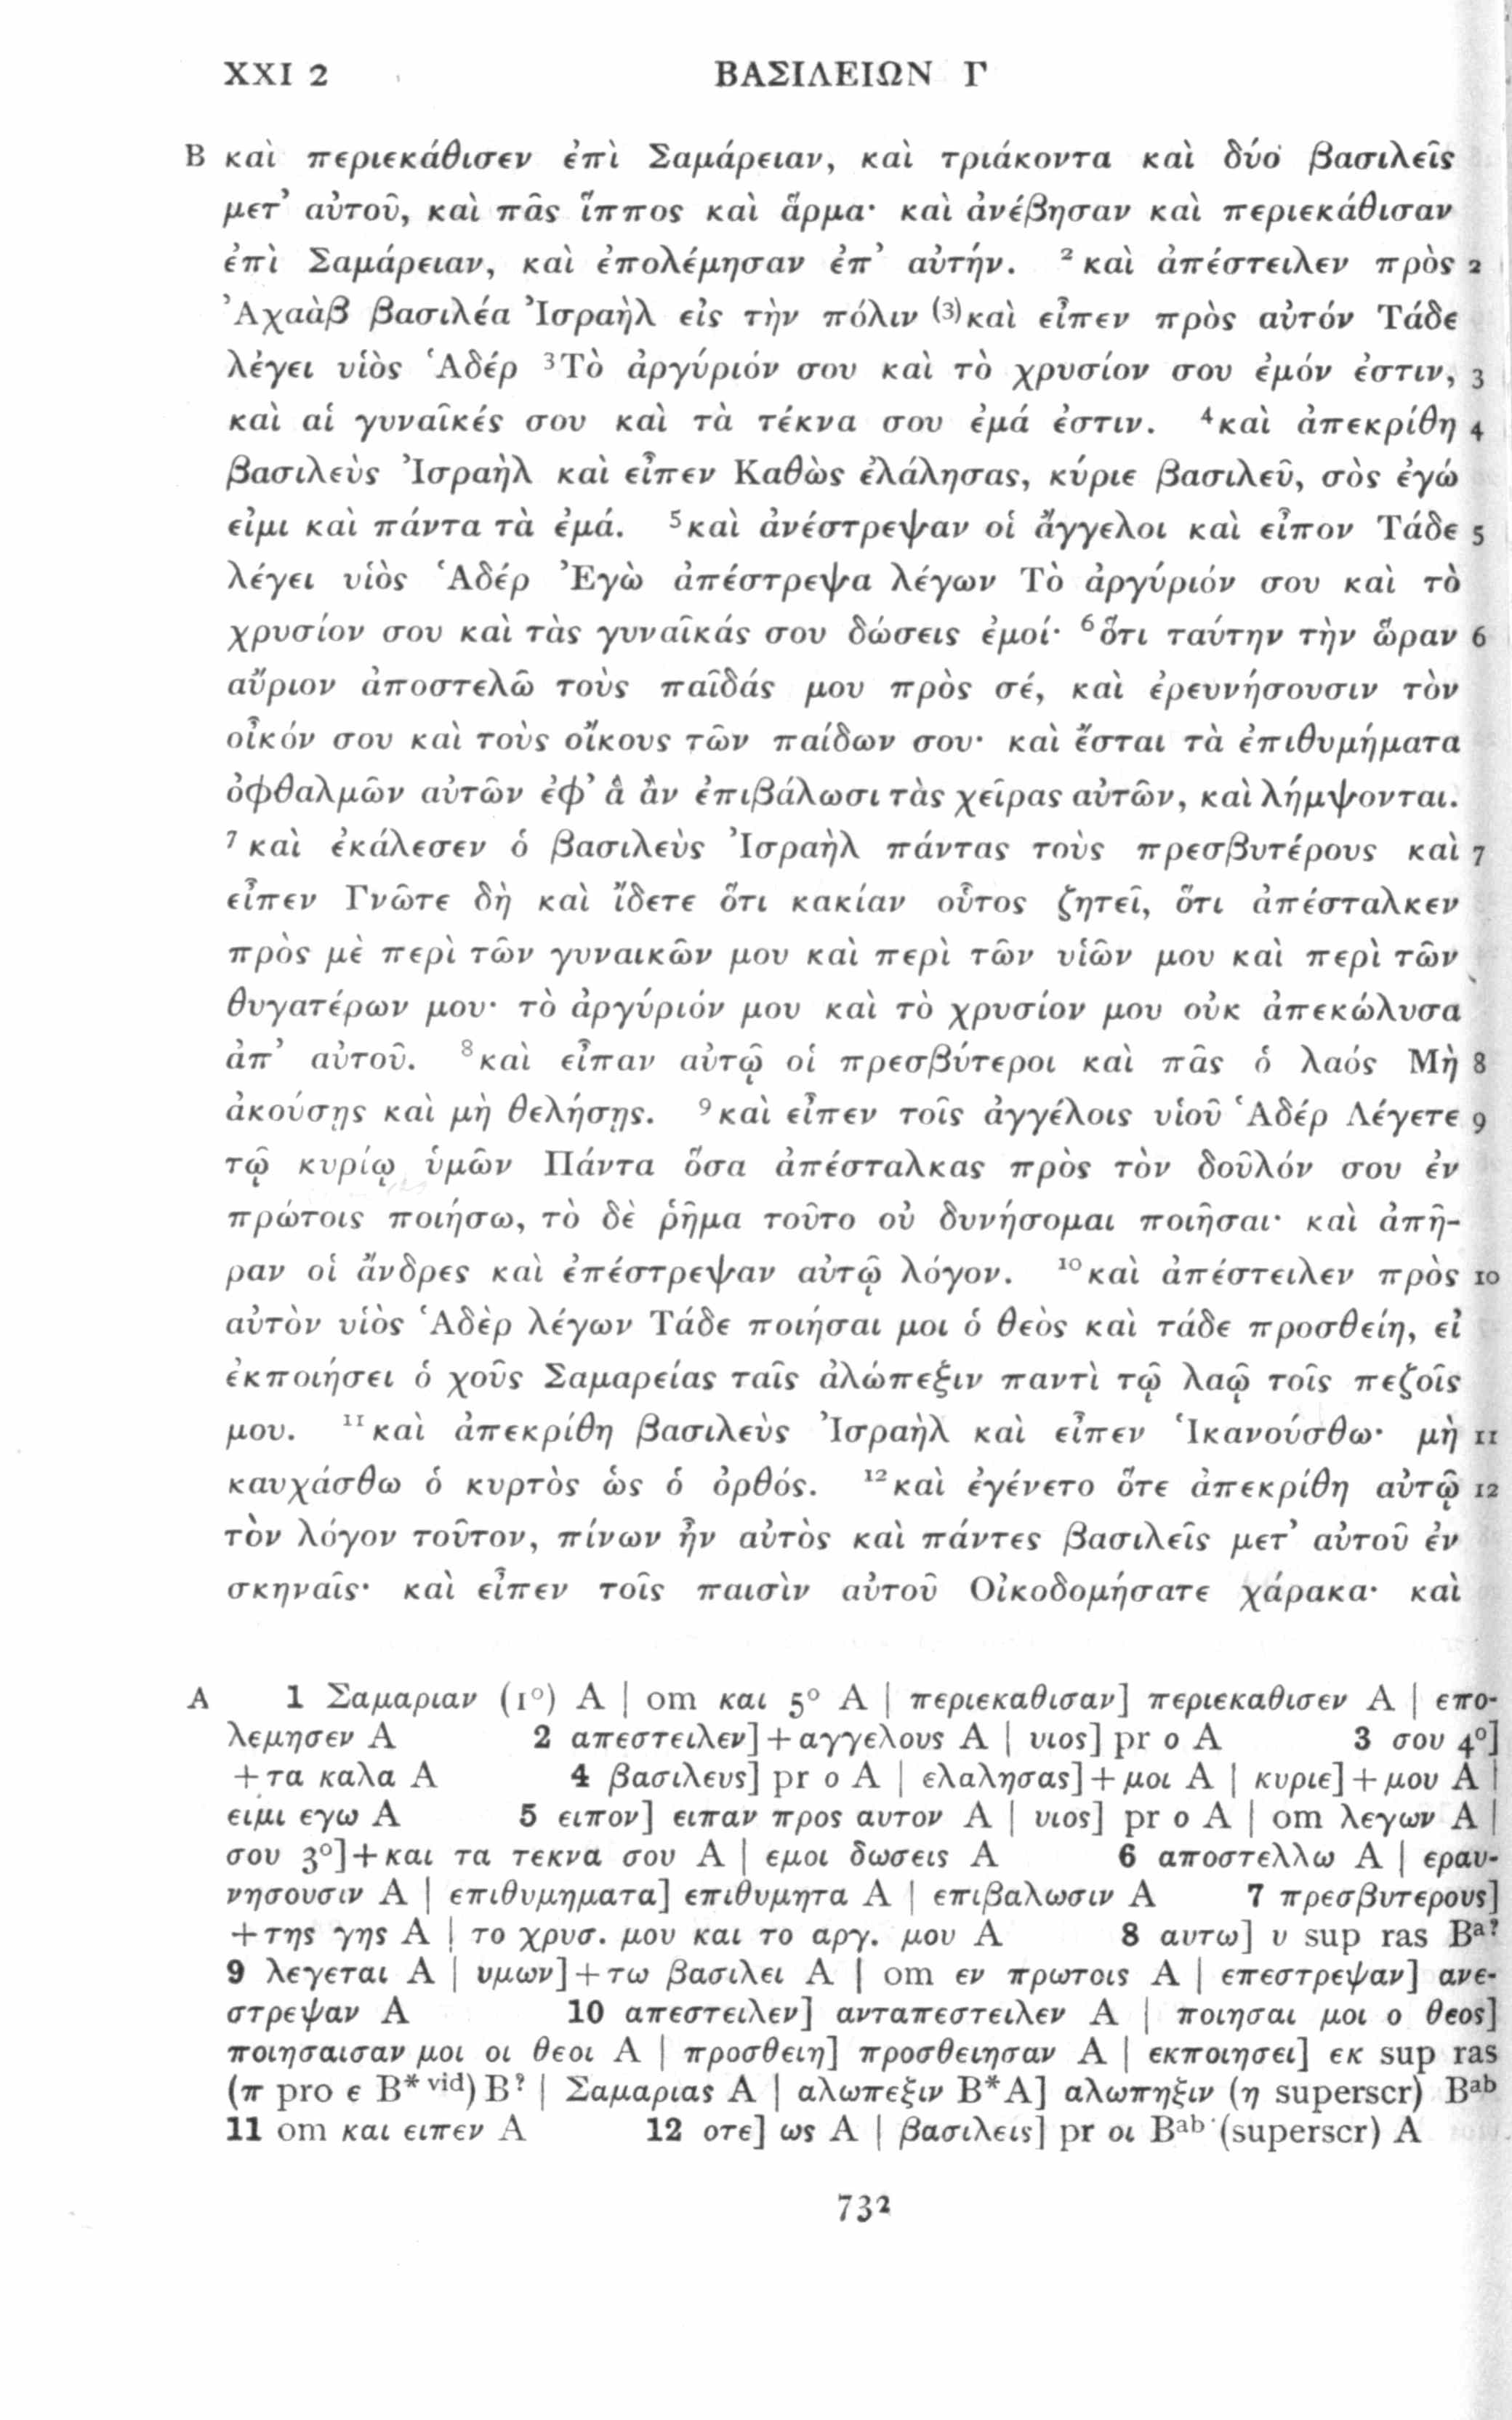 XXI 2 ΒΑΣΙΛΕΙΩΝ Γ
B καὶ περιεκάθισεν ἐπὶ Σαμάρειαν, καὶ τριάκοντα καὶ δύο βασιλεῖς
μετ’ αὐτοῦ, καὶ πᾶς ἵππος καὶ ἅρμα· καὶ ἀνέβησαν καὶ περιεκάθισαν
ἐπὶ Σαμάρειαν, καὶ ἐπολέμησαν ἐπ’ αὐτήν. ²καὶ ἀπέστειλεν πρὸς 2
Ἀχαὰβ βασιλέα Ἰσραὴλ εἰς τὴν πόλιν ⁽³⁾καὶ εἶπεν πρὸς αὐτόν Τάδε
λέγει υἱὸς Ἁδέρ ³Τὸ ἀργύριόν σου καὶ τὸ χρυσίον σου ἐμόν ἐστιν, 3
καὶ αἱ γυναῖκές σου καὶ τὰ τέκνα σου ἐμά ἐστιν. ⁴καὶ ἀπεκρίθη 4
βασιλεὺς Ἰσραὴλ καὶ εἶπεν Καθὼς ἐλάλησας, κύριε βασιλεῦ, σὸς ἐγώ
εἰμι καὶ πάντα τὰ ἐμά. ⁵καὶ ἀνέστρεψαν οἱ ἄγγελοι καὶ εἶπον Τάδε 5
λέγει υἱὸς Ἁδέρ Ἐγὼ ἀπέστρεψα λέγων Τὸ ἀργύριόν σου καὶ τὸ
χρυσίον σου καὶ τὰς γυναῖκάς σου δώσεις ἐμοί· ⁶ὅτι ταύτην τὴν ὥραν 6
αὔριον ἀποστελῶ τοὺς παῖδάς μου πρὸς σέ, καὶ ἐρευνήσουσιν τὸν
οἶκόν σου καὶ τοὺς οἴκους τῶν παίδων σου· καὶ ἔσται τὰ ἐπιθυμήματα
ὀφθαλμῶν αὐτῶν ἐφ’ ἃ ἂν ἐπιβάλωσι τὰς χεῖρας αὐτῶν, καὶ λήμψονται.
⁷καὶ ἐκάλεσεν ὁ βασιλεὺς Ἰσραὴλ πάντας τοὺς πρεσβυτέρους καὶ 7
εἶπεν Γνῶτε δὴ καὶ ἴδετε ὅτι κακίαν οὗτος ζητεῖ, ὅτι ἀπέσταλκεν
πρὸς μὲ περὶ τῶν γυναικῶν μου καὶ περὶ τῶν υἱῶν μου καὶ περὶ τῶν
θυγατέρων μου· τὸ ἀργύριόν μου καὶ τὸ χρυσίον μου οὐκ ἀπεκώλυσα
ἀπ’ αὐτοῦ. ⁸καὶ εἶπαν αὐτῷ οἱ πρεσβύτεροι καὶ πᾶς ὁ λαός Μὴ 8
ἀκούσῃς καὶ μὴ θελήσῃς. ⁹καὶ εἶπεν τοῖς ἀγγέλοις υἱοῦ Ἁδέρ Λέγετε 9
τῷ κυρίῳ ὑμῶν Πάντα ὅσα ἀπέσταλκας πρὸς τὸν δοῦλόν σου ἐν
πρώτοις ποιήσω, τὸ δὲ ῥῆμα τοῦτο οὐ δυνήσομαι ποιῆσαι· καὶ ἀπῆ-
ραν οἱ ἄνδρες καὶ ἐπέστρεψαν αὐτῷ λόγον. ¹⁰καὶ ἀπέστειλεν πρὸς 10
αὐτὸν υἱὸς Ἁδὲρ λέγων Τάδε ποιήσαι μοι ὁ θεὸς καὶ τάδε προσθείη, εἰ
ἐκποιήσει ὁ χοῦς Σαμαρείας ταῖς ἀλώπεξιν παντὶ τῷ λαῷ τοῖς πεζοῖς
μου. ¹¹καὶ ἀπεκρίθη βασιλεὺς Ἰσραὴλ καὶ εἶπεν Ἱκανούσθω· μὴ 11
καυχάσθω ὁ κυρτὸς ὡς ὁ ὀρθός. ¹²καὶ ἐγένετο ὅτε ἀπεκρίθη αὐτῷ 12
τὸν λόγον τοῦτον, πίνων ἦν αὐτὸς καὶ πάντες βασιλεῖς μετ’ αὐτοῦ ἐν
σκηναῖς· καὶ εἶπεν τοῖς παισὶν αὐτοῦ Οἰκοδομήσατε χάρακα· καὶ
A 1 Σαμαριαν (1º) A | om και 5º A | περιεκαθισαν] περιεκαθισεν A | επο-
λεμησεν A 2 απεστειλεν]+αγγελους A | υιος] pr ο A 3 σου 4º]
+τα καλα A 4 βασιλευς] pr ο A | ελαλησας]+μοι A | κυριε]+μου A |
ειμι εγω A 5 ειπον] ειπαν προς αυτον A | υιος] pr ο A | om λεγων A |
σου 3º]+και τα τεκνα σου A | εμοι δωσεις A 6 αποστελλω A | εραυ-
νησουσιν A | επιθυμηματα] επιθυμητα A | επιβαλωσιν A 7 πρεσβυτερους]
+της γης A | το χρυσ. μου και το αργ. μου A 8 αυτω] υ sup ras Bᵃ?
9 λεγεται A | υμων]+τω βασιλει A | om εν πρωτοις A | επεστρεψαν] ανε-
στρεψαν A 10 απεστειλεν] ανταπεστειλεν A | ποιησαι μοι ο θεος]
ποιησαισαν μοι οι θεοι A | προσθειη] προσθειησαν A | εκποιησει] εκ sup ras
(π pro ε B* ᵛⁱᵈ) B? | Σαμαριας A | αλωπεξιν B*A] αλωπηξιν (η superscr) Bᵃᵇ
11 om και ειπεν A 12 οτε] ως A | βασιλεις] pr οι Bᵃᵇ (superscr) A
732